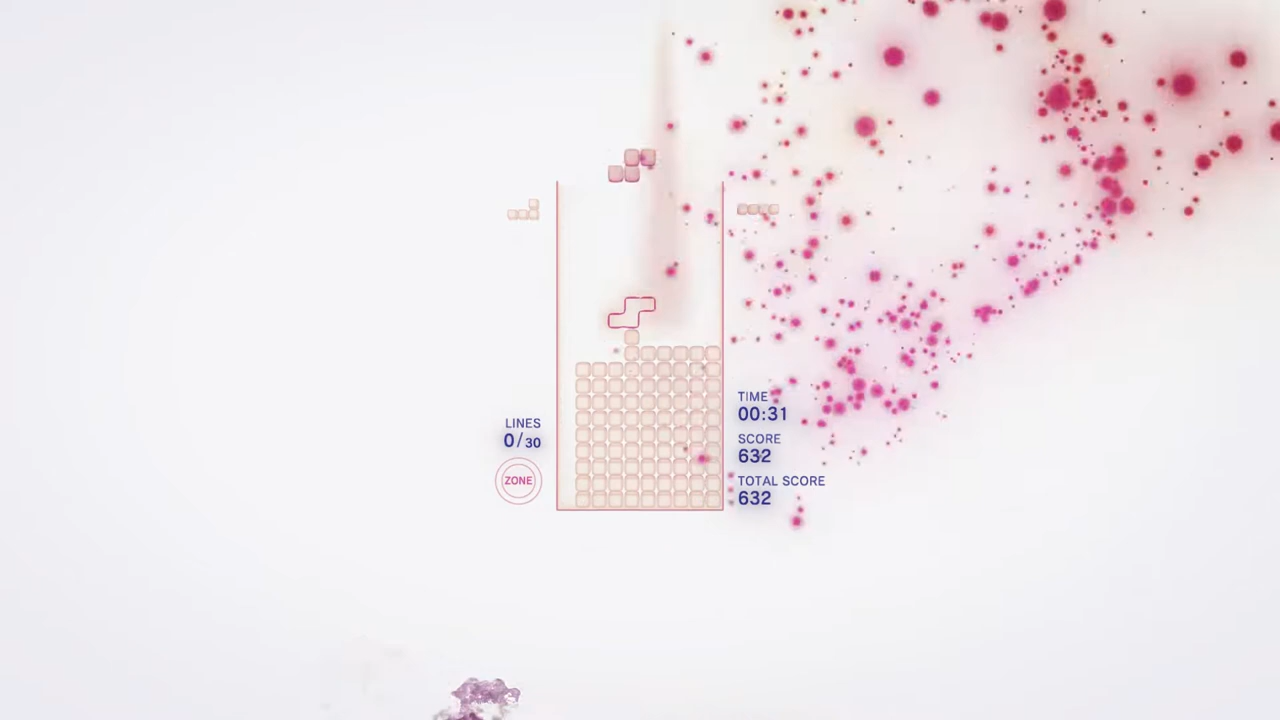 LINES
0/30
ZONE
TIME
00:31
SCORE
632
TOTAL SCORE
632